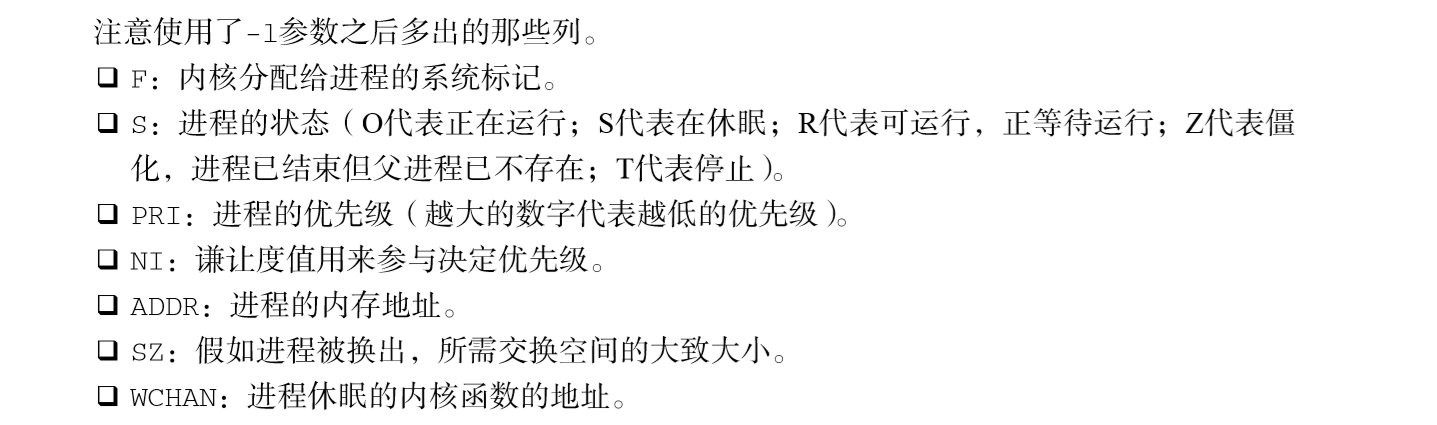 注意使用了-l参数之后多出的那些列。
❑ F：内核分配给进程的系统标记。
❑ S：进程的状态（O代表正在运行；S代表在休眠；R代表可运行，正等待运行；Z代表僵
化，进程已结束但父进程已不存在；T代表停止）。
❑ PRI：进程的优先级（越大的数字代表越低的优先级）。
❑ NI：谦让度值用来参与决定优先级。
❑ ADDR：进程的内存地址。
❑ SZ：假如进程被换出，所需交换空间的大致大小。
❑ WCHAN：进程休眠的内核函数的地址。